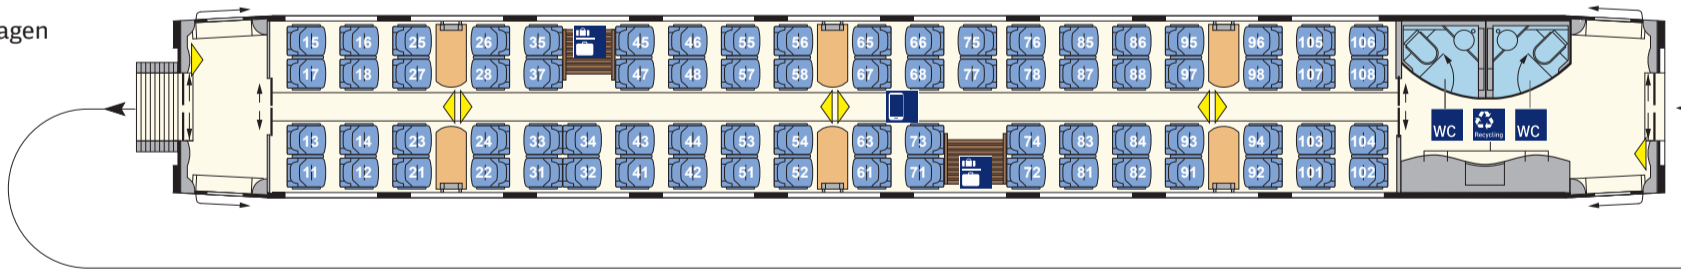 agen
15 16 25 26 35 45 46 55 56 65 66 75 76 85 86 95 96 105 106
17 18 27 28 37 47 48 57 58 67 68 77 78 87 88 97 98 107 108
13 14 23 24 33 34 43 44 53 54 63 73 74 83 84 93 94 103 104
WC Recycling WC
11 12 21 22 31 32 41 42 51 52 61 71 72 81 82 91 92 101 102